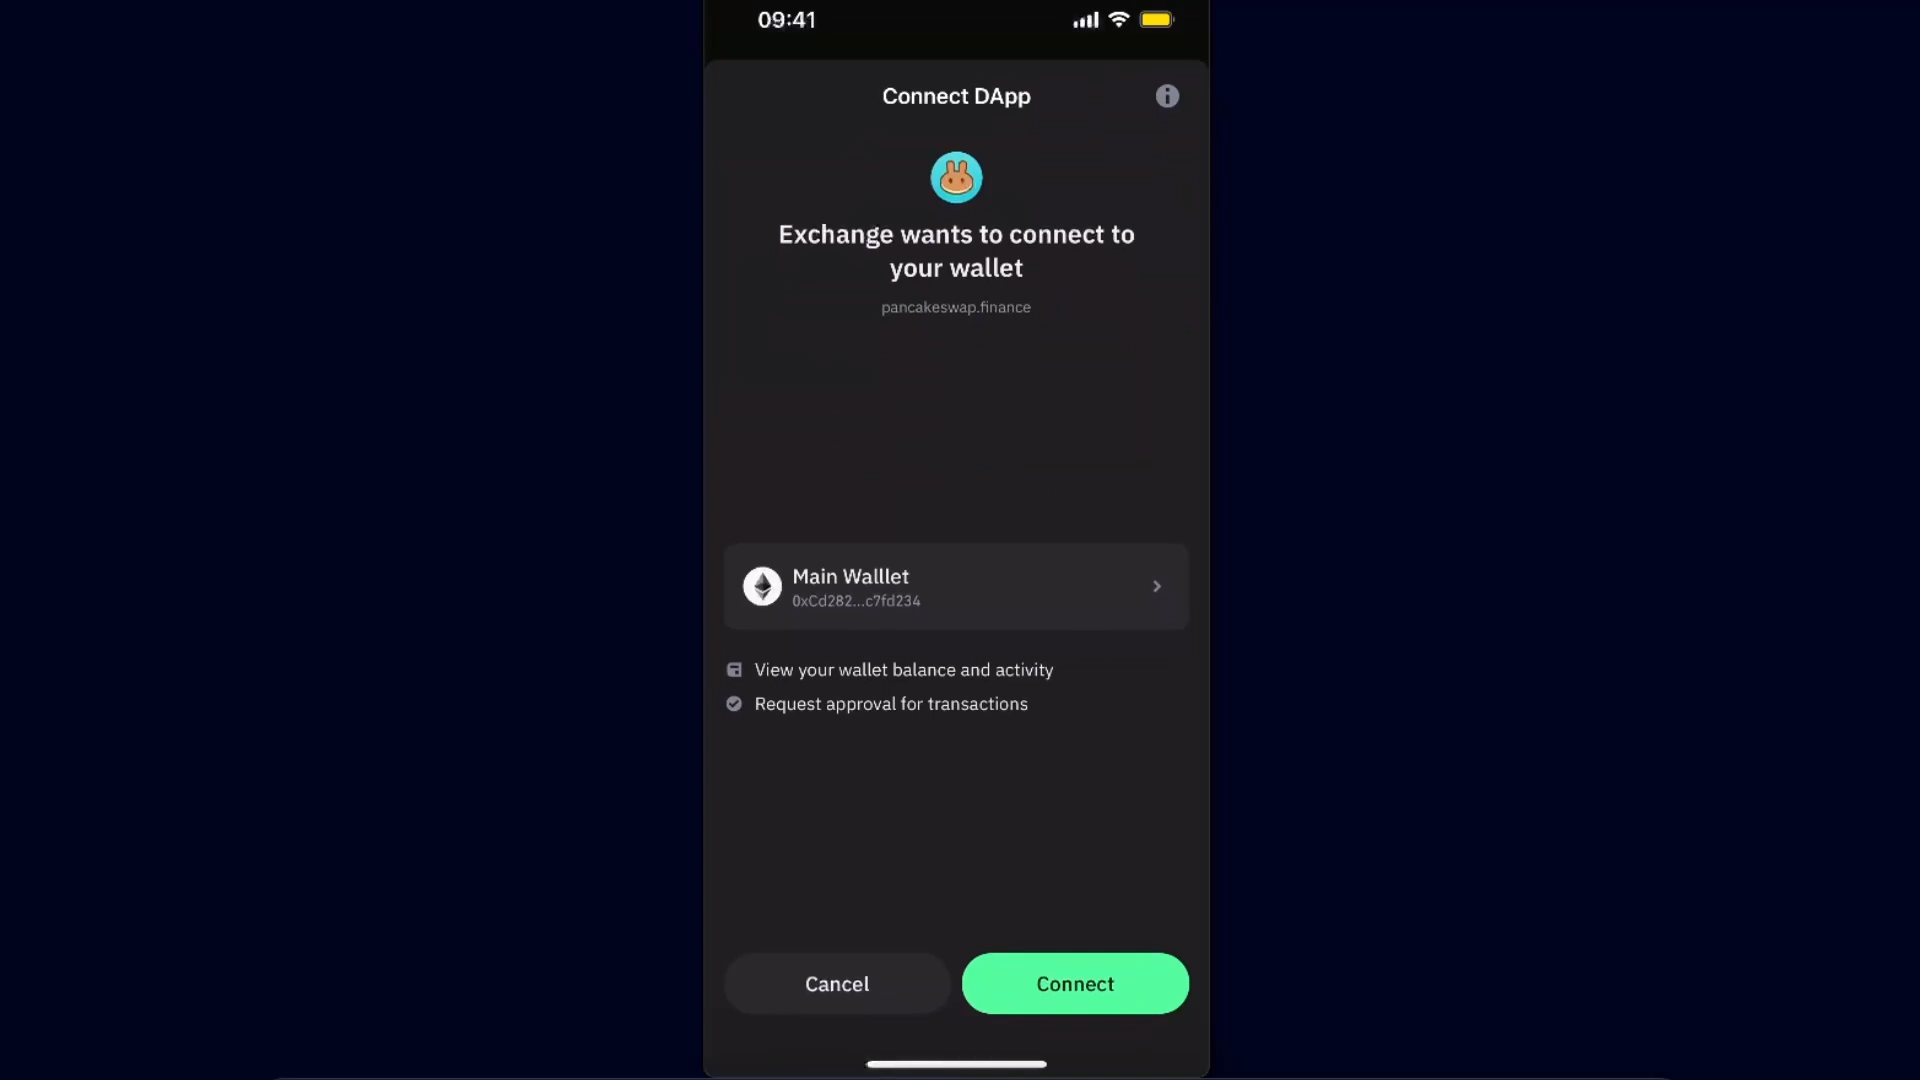 09:41
Connect DApp
Exchange wants to connect to
your wallet
pancakeswap.finance
Main Walllet
0xCd282...c7fd234
View your wallet balance and activity
Request approval for transactions
Cancel
Connect